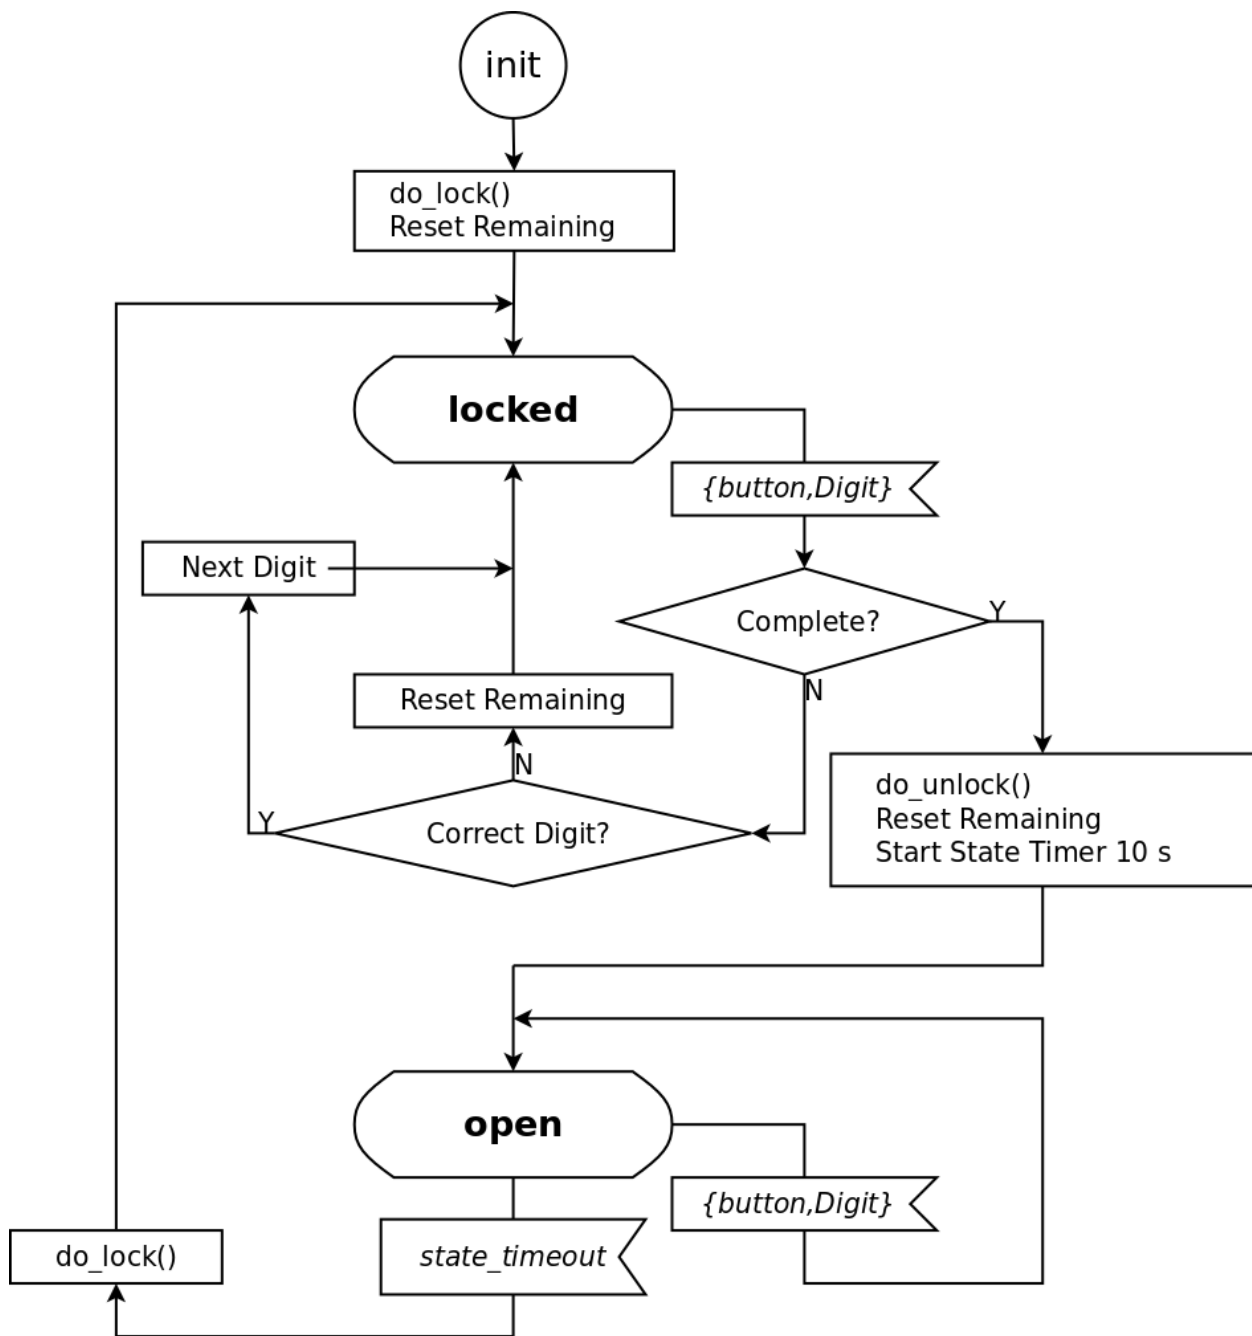 init
do_lock()
Reset Remaining
locked
{button,Digit}
Next Digit
Complete?
Y
N
Reset Remaining
N
do_unlock()
Reset Remaining
Start State Timer 10 s
Y
Correct Digit?
open
{button,Digit}
state_timeout
do_lock()